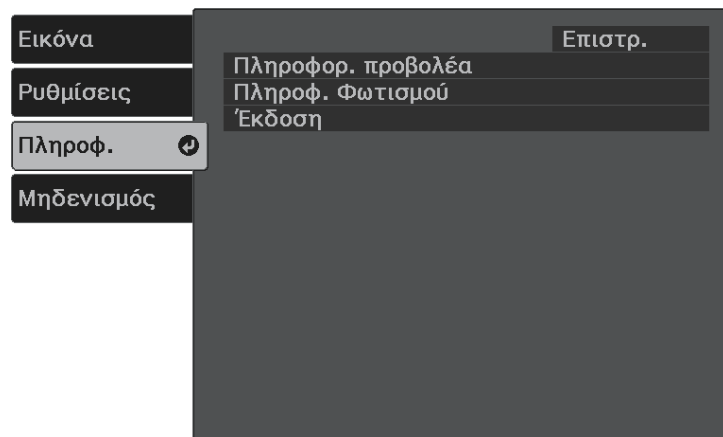 Εικόνα
Ρυθμίσεις
Πληροφ.
Μηδενισμός
Επιστρ.
Πληροφορ. προβολέα
Πληροφ. Φωτισμού
Έκδοση